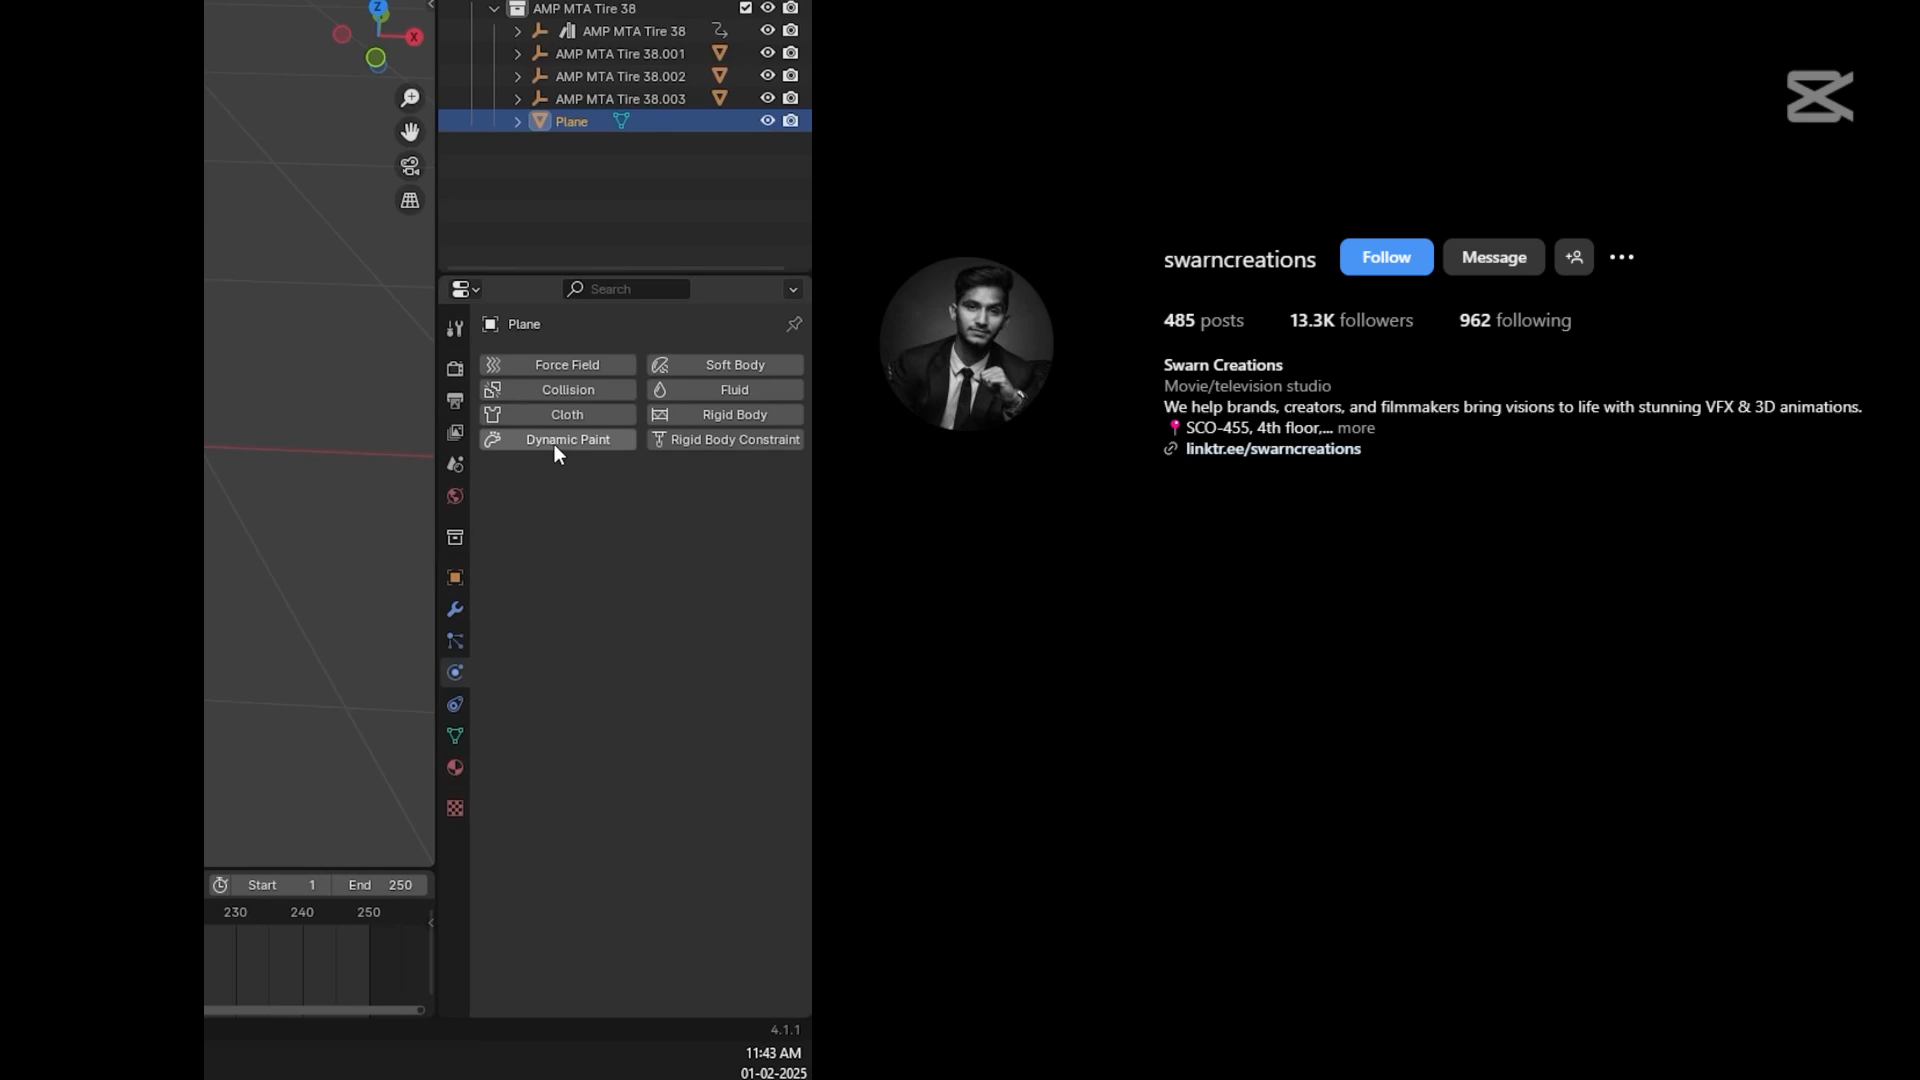 Z
X
AMP MTA Tire 38
AMP MTA Tire 38
AMP MTA Tire 38.001
AMP MTA Tire 38.002
AMP MTA Tire 38.003
Plane
Search
Plane
Force Field
Soft Body
Collision
Fluid
Cloth
Rigid Body
Dynamic Paint
Rigid Body Constraint
Start 1
End 250
230 240 250
4.1.1
11:43 AM
01-02-2025
swarncreations
Follow
Message
485 posts
13.3K followers
962 following
Swarn Creations
Movie/television studio
We help brands, creators, and filmmakers bring visions to life with stunning VFX & 3D animations.
📍SCO-455, 4th floor,... more
linktr.ee/swarncreations